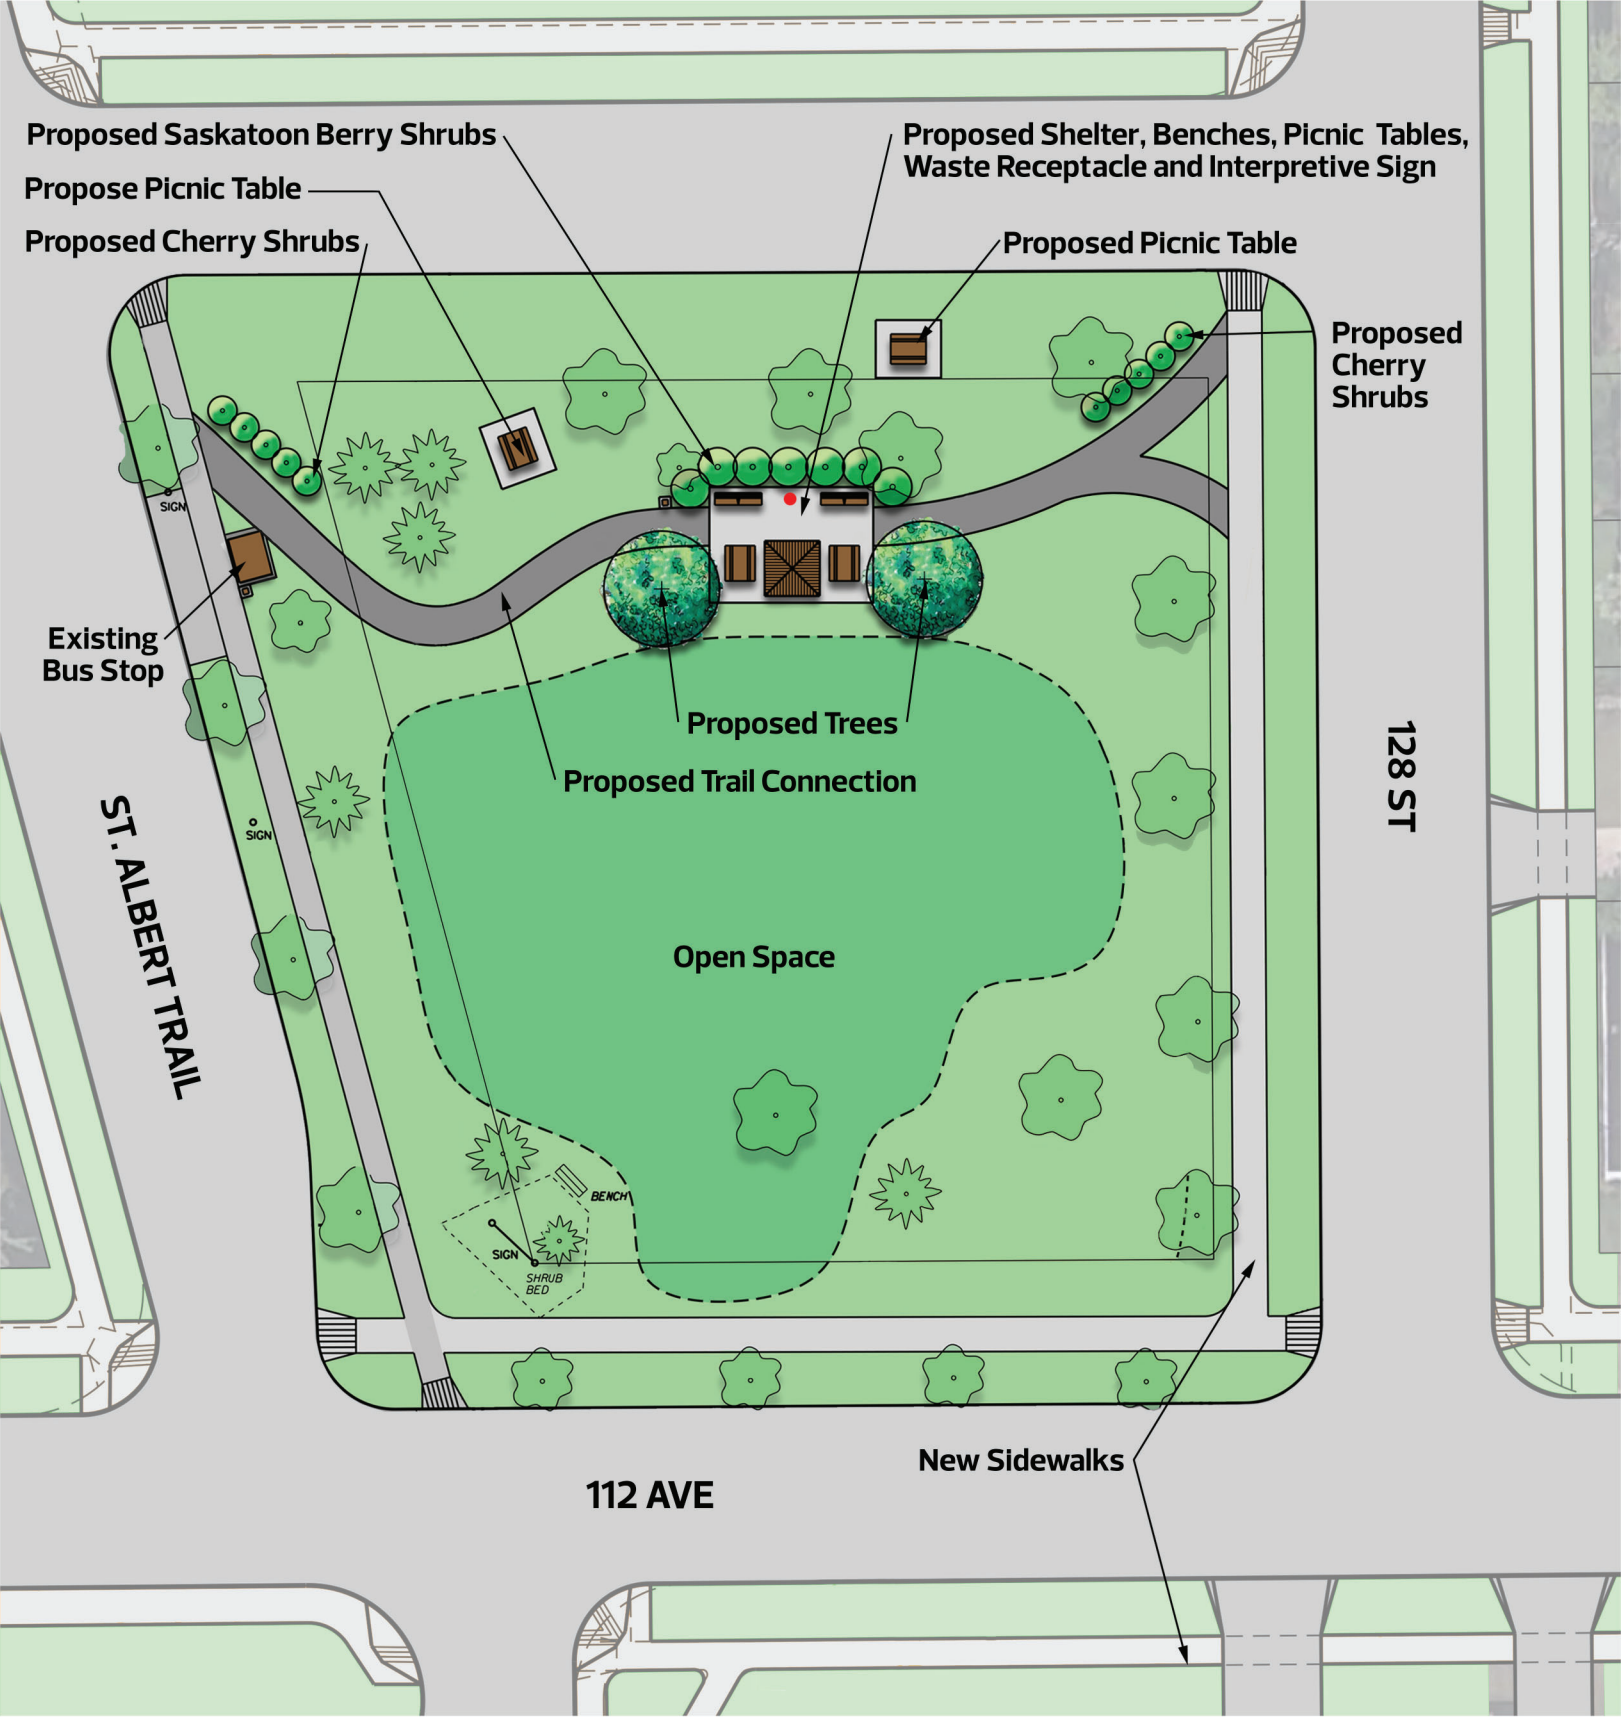 Proposed Saskatoon Berry Shrubs
Propose Picnic Table
Proposed Cherry Shrubs
Proposed Shelter, Benches, Picnic Tables,
Waste Receptacle and Interpretive Sign
Proposed Picnic Table
Proposed
Cherry
Shrubs
SIGN
Existing
Bus Stop
Proposed Trees
Proposed Trail Connection
128 ST
SIGN
ST. ALBERT TRAIL
Open Space
BENCH
SIGN
SHRUB
BED
New Sidewalks
112 AVE